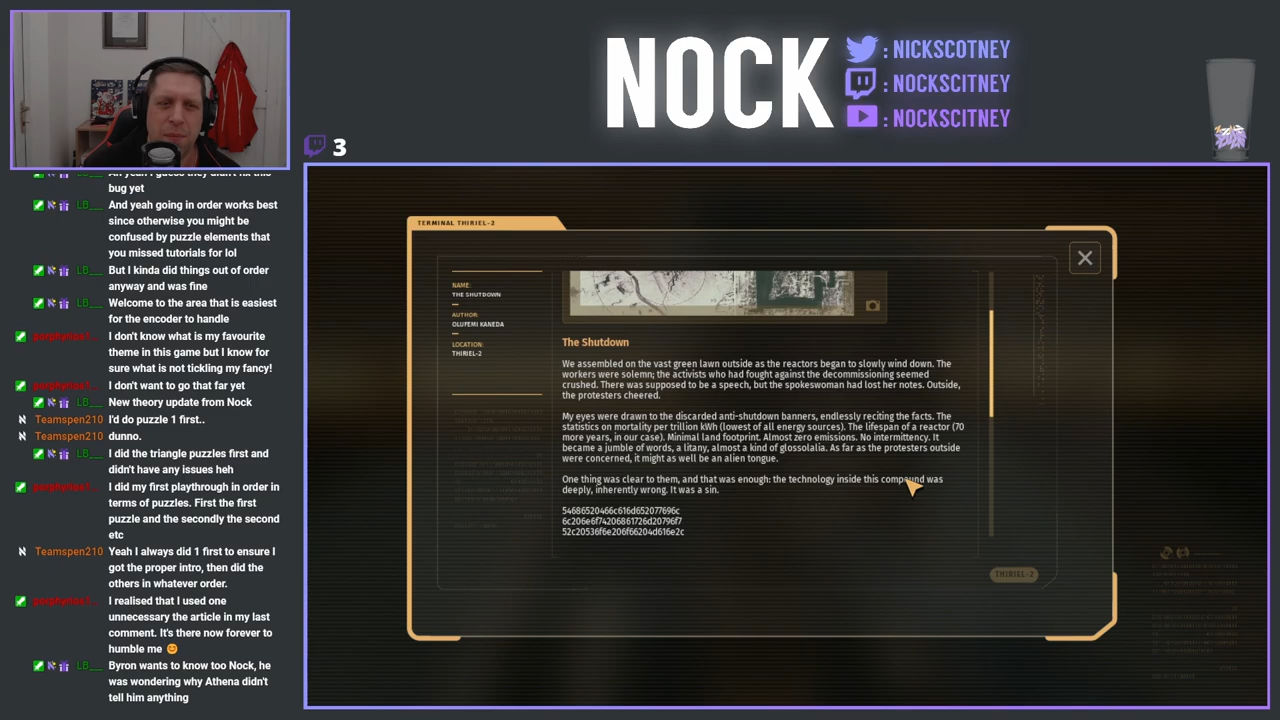 NOCK
: NICKSCOTNEY
: NOCKSCITNEY
: NOCKSCITNEY
3
An yeah I guess they didn't fix this
bug yet
LB__ And yeah going in order works best
since otherwise you might be
confused by puzzle elements that
you missed tutorials for lol
LB__ But I kinda did things out of order
anyway and was fine
LB__ Welcome to the area that is easiest
for the encoder to handle
I don't know what is my favourite
theme in this game but I know for
sure what is not tickling my fancy!
I don't want to go that far yet
LB__ New theory update from Nock
Teamspen210 I'd do puzzle 1 first..
Teamspen210 dunno.
LB__ I did the triangle puzzles first and
didn't have any issues heh
I did my first playthrough in order in
terms of puzzles. First the first
puzzle and the secondly the second
etc
Teamspen210 Yeah I always did 1 first to ensure I
got the proper intro, then did the
others in whatever order.
I realised that I used one
unnecessary the article in my last
comment. It's there now forever to
humble me
LB__ Byron wants to know too Nock, he
was wondering why Athena didn't
tell him anything
TERMINAL THIRIEL-2
NAME:
THE SHUTDOWN
AUTHOR:
OLUFEMI KANEDA
LOCATION:
THIRIEL-2
The Shutdown
We assembled on the vast green lawn outside as the reactors began to slowly wind down. The
workers were solemn; the activists who had fought against the decommissioning seemed
crushed. There was supposed to be a speech, but the spokeswoman had lost her notes. Outside,
the protesters cheered.
My eyes were drawn to the discarded anti-shutdown banners, endlessly reciting the facts. The
statistics on mortality per trillion kWh (lowest of all energy sources). The lifespan of a reactor (70
more years, in our case). Minimal land footprint. Almost zero emissions. No intermittency. It
became a jumble of words, a litany, almost a kind of glossolalia. As far as the protesters outside
were concerned, it might as well be an alien tongue.
One thing was clear to them, and that was enough: the technology inside this compound was
deeply, inherently wrong. It was a sin.
54686520466c616d652077696c
6c206e6f74206861726d20796f7
52c20536f6e206f66204d616e2c
THIRIEL-2